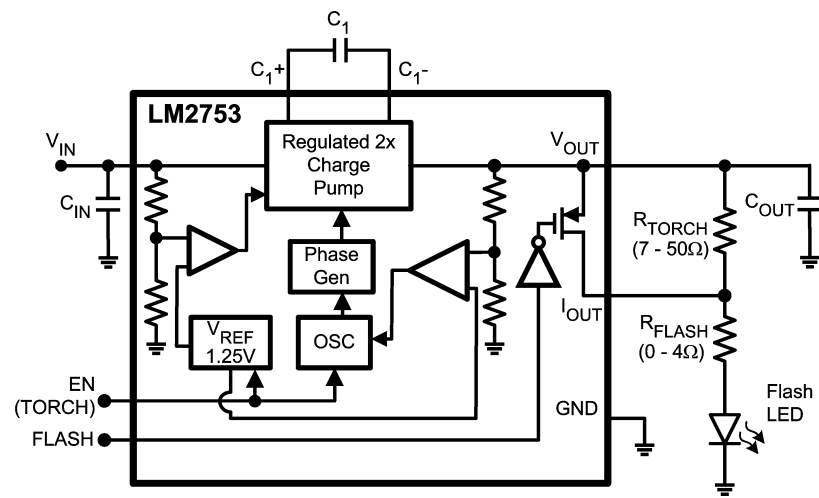 C1
C1+
C1-
LM2753
VIN
Regulated 2x
Charge
Pump
VOUT
CIN
RTORCH
(7 - 50Ω)
COUT
Phase
Gen
IOUT
VREF
1.25V
OSC
RFLASH
(0 - 4Ω)
EN
(TORCH)
FLASH
GND
Flash
LED